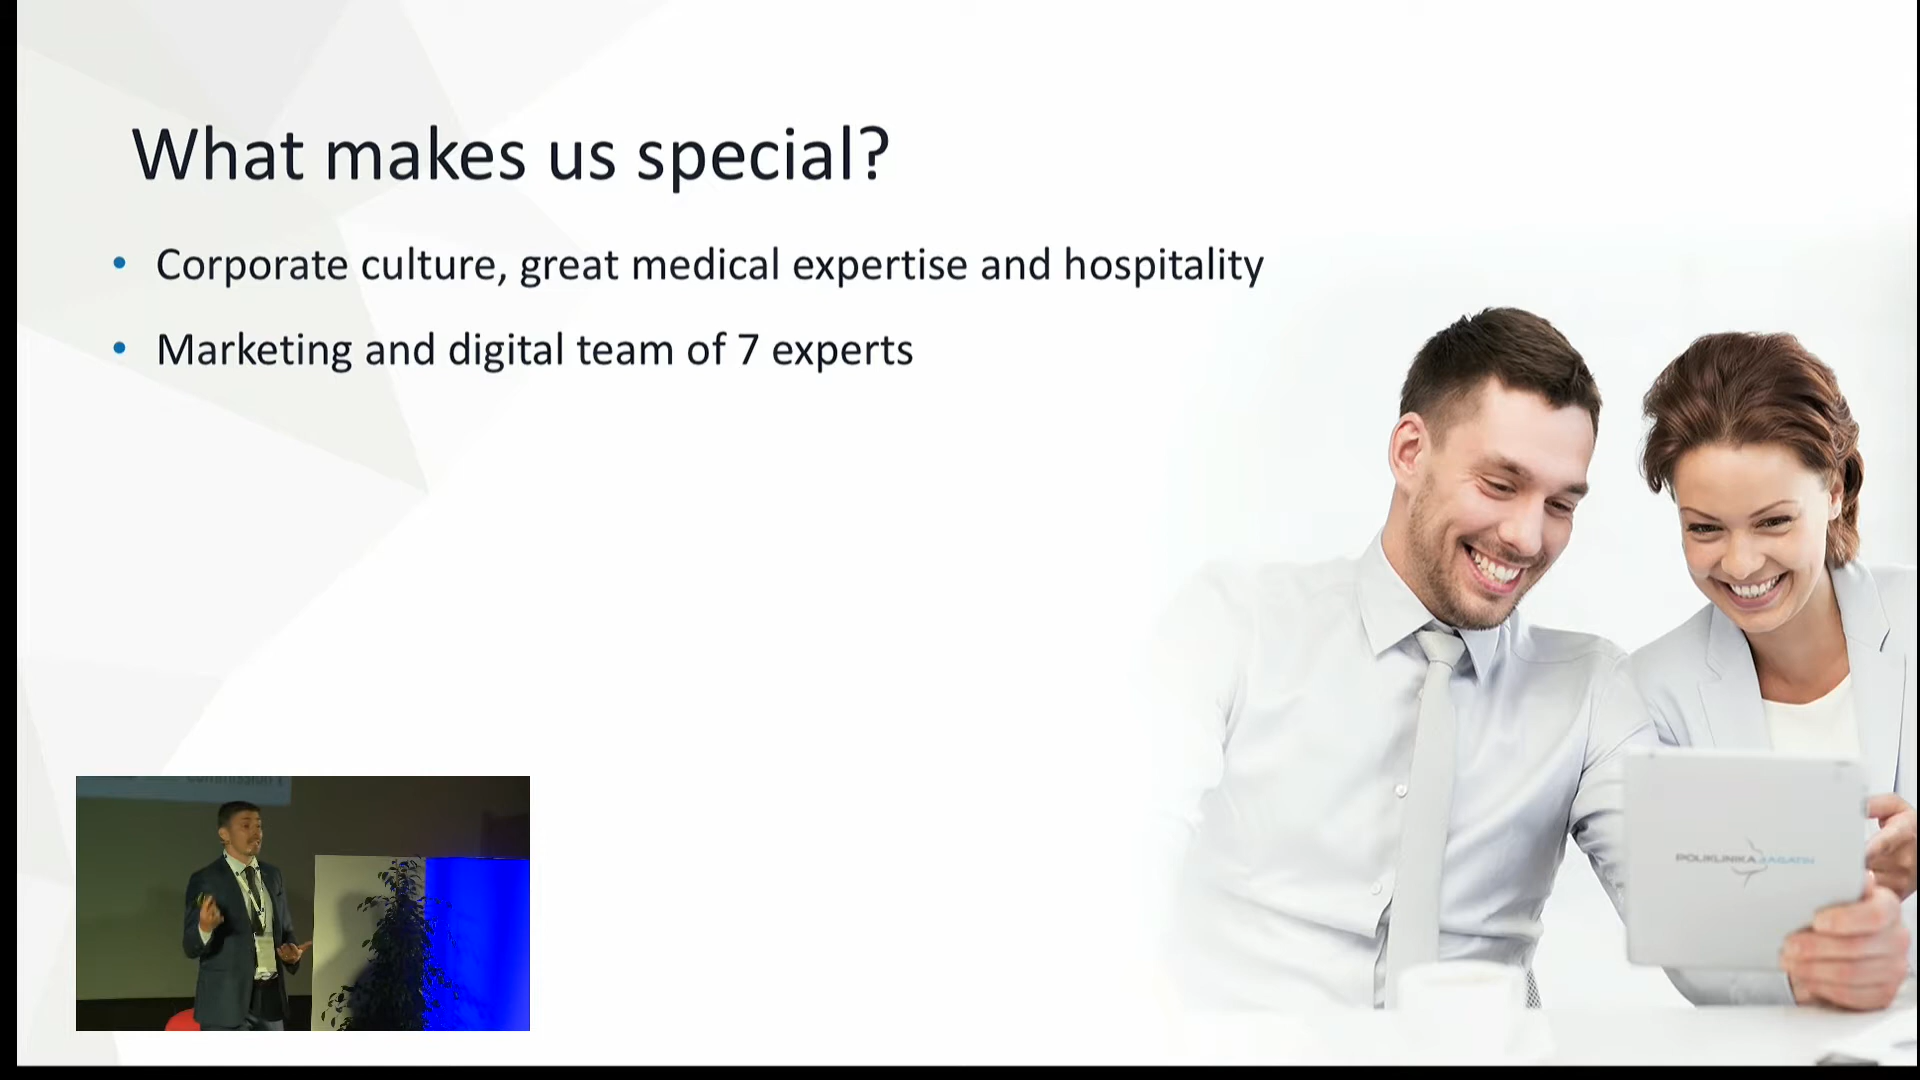 What makes us special?
• Corporate culture, great medical expertise and hospitality
• Marketing and digital team of 7 experts
POLIKLINIKA BAGATIN